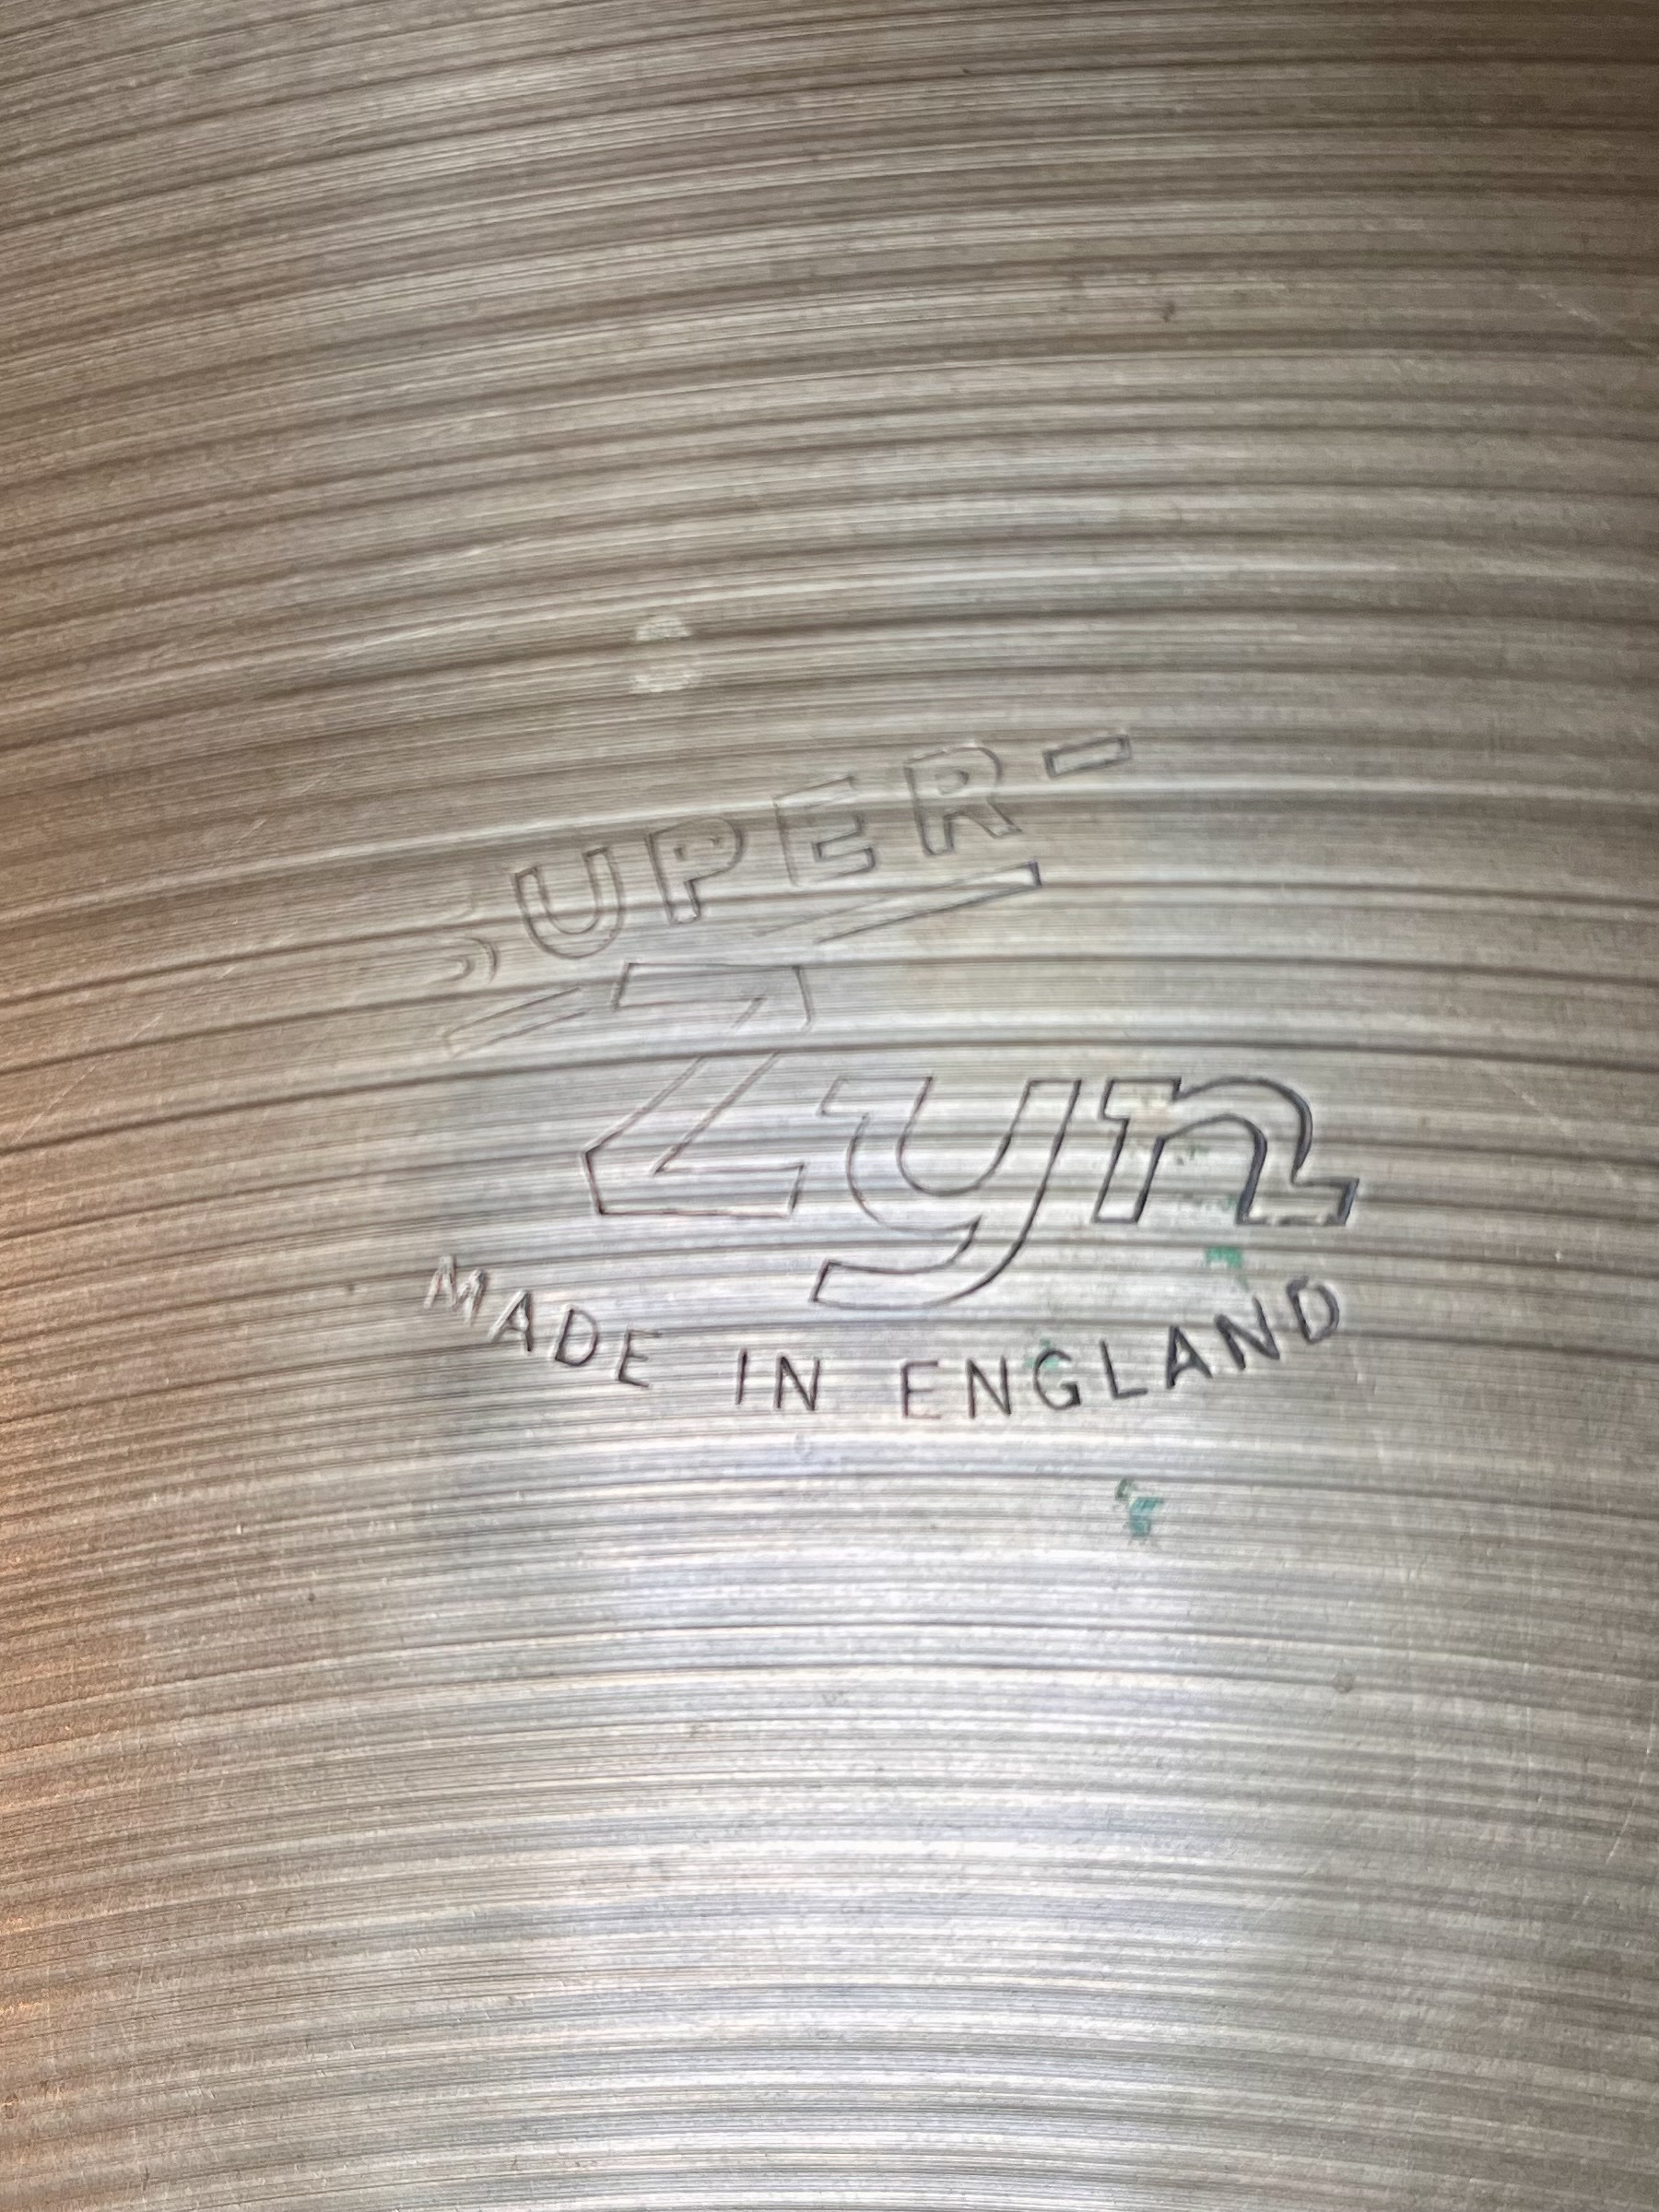 SUPER-
Zyn
MADE IN ENGLAND